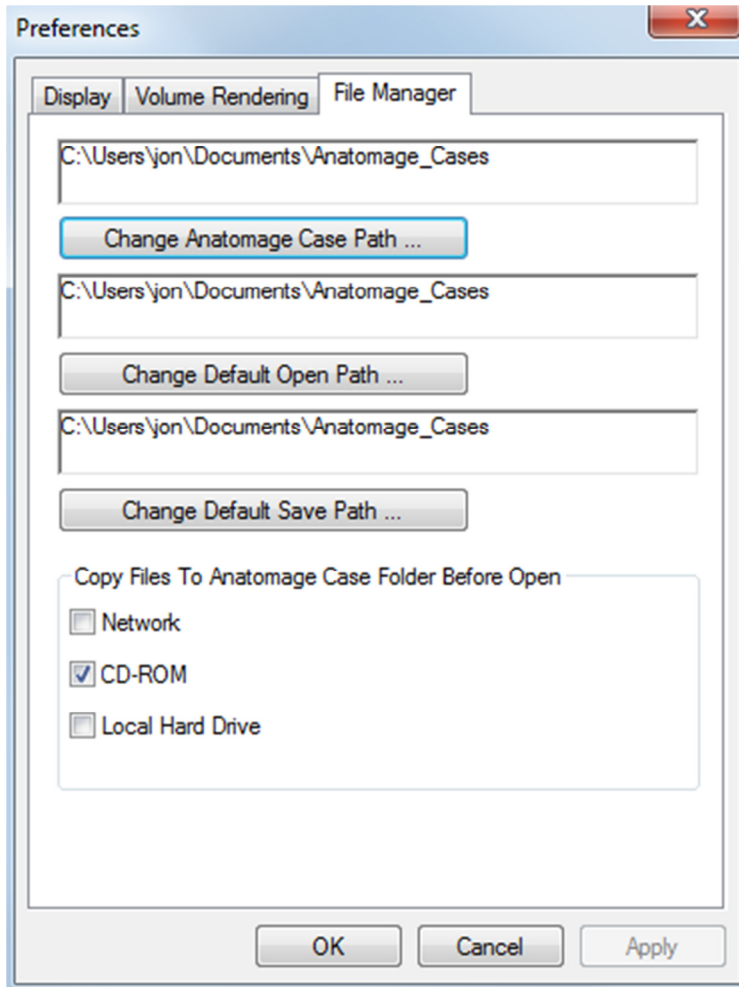 Preferences
Display Volume Rendering File Manager
C:\Users\jon\Documents\Anatomage_Cases
Change Anatomage Case Path ...
C:\Users\jon\Documents\Anatomage_Cases
Change Default Open Path ...
C:\Users\jon\Documents\Anatomage_Cases
Change Default Save Path ...
Copy Files To Anatomage Case Folder Before Open
Network
CD-ROM
Local Hard Drive
OK Cancel Apply